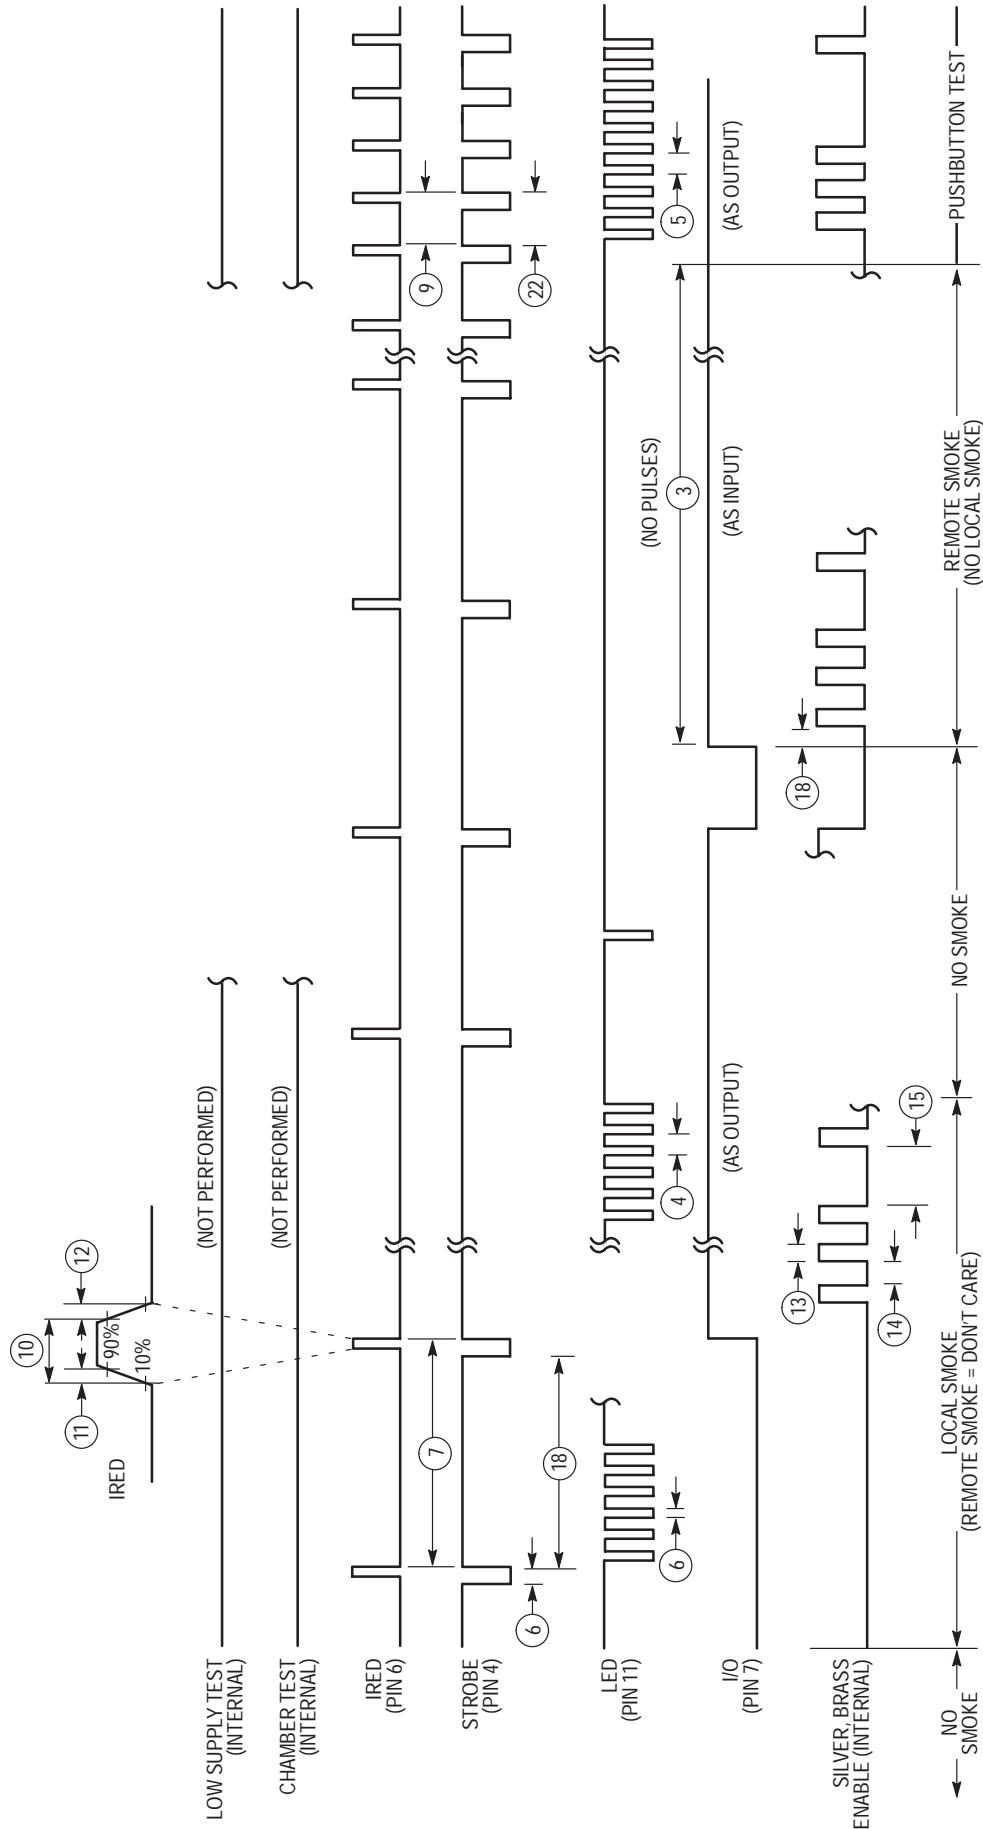 10
11
12
IRED
90%
10%
LOW SUPPLY TEST
(INTERNAL)
(NOT PERFORMED)
CHAMBER TEST
(INTERNAL)
(NOT PERFORMED)
IRED
(PIN 6)
7
9
STROBE
(PIN 4)
6
18
22
LED
(PIN 11)
6
4
(NO PULSES)
5
I/O
(PIN 7)
(AS OUTPUT)
3
(AS INPUT)
(AS OUTPUT)
SILVER, BRASS
ENABLE (INTERNAL)
13
14
15
18
NO
SMOKE
LOCAL SMOKE
(REMOTE SMOKE = DON'T CARE)
NO SMOKE
REMOTE SMOKE
(NO LOCAL SMOKE)
PUSHBUTTON TEST